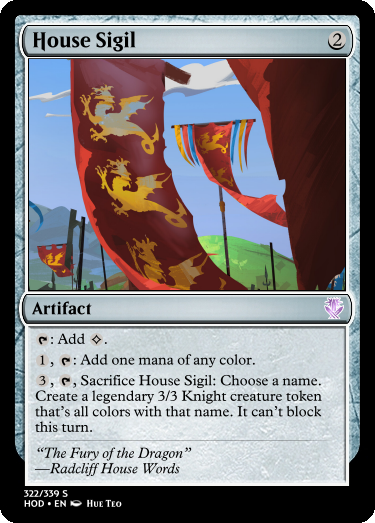 House Sigil 2
Artifact
: Add .
1, : Add one mana of any color.
3, , Sacrifice House Sigil: Choose a name.
Create a legendary 3/3 Knight creature token
that's all colors with that name. It can't block
this turn.
"The Fury of the Dragon"
—Radcliff House Words
322/339 S
HOD • EN Hue Teo